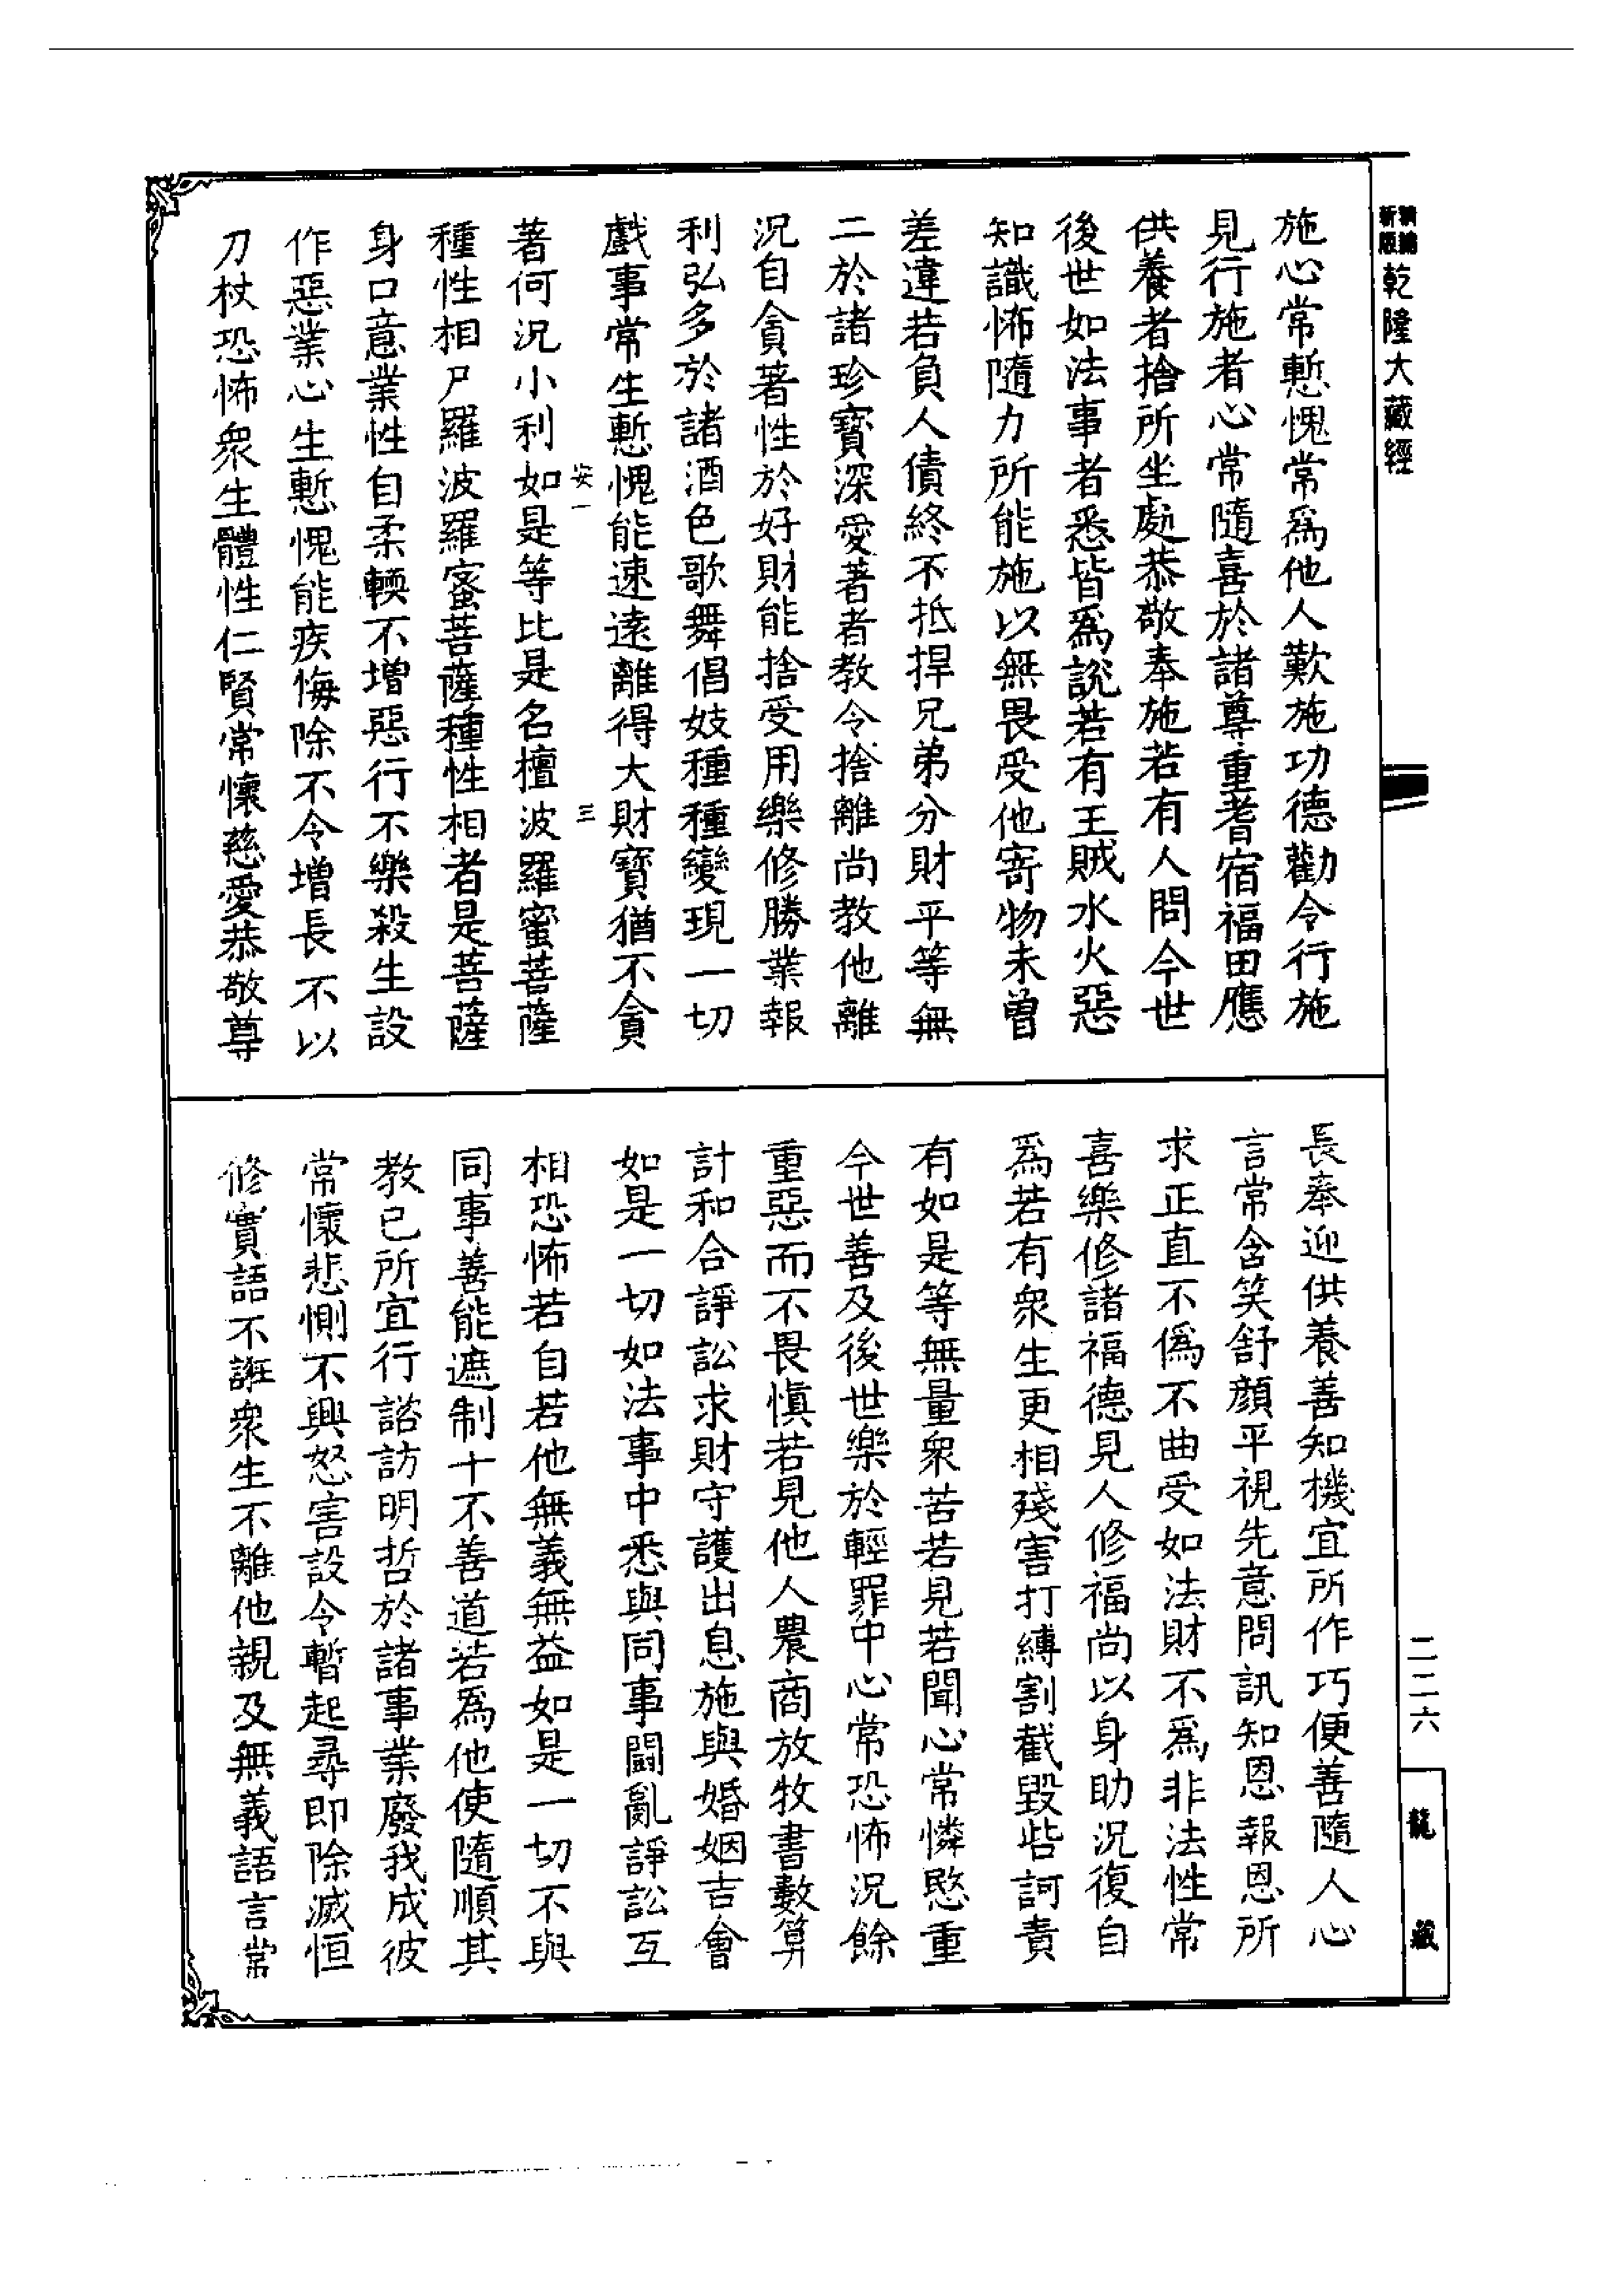 新版
精編
乾隆大藏經
施心常慙愧常爲他人歎施功德勸令行施
見行施者心常隨喜於諸尊重耆宿福田應
供養者捨所坐處恭敬奉施若有人問今世
後世如法事者悉皆爲說若有王賊水火惡
知識怖隨力所能施以無畏受他寄物未曾
差違若負人債終不抵捍兄弟分財平等無
二於諸珍寶深愛著者教令捨離尚教他離
況自貪著性於好財能捨受用樂修勝業報
利弘多於諸酒色歌舞倡妓種種變現一切
戲事常生慙愧能速遠離得大財寶猶不貪
安一
三
著何況小利如是等比是名檀波羅蜜菩薩
種性相尸羅波羅蜜菩薩種性相者是菩薩
身口意業性自柔輭不增惡行不樂殺生設
作惡業心生慙愧能疾悔除不令增長不以
刀杖恐怖衆生體性仁賢常懷慈愛恭敬尊
長奉迎供養善知機宜所作巧便善隨人心
言常含笑舒顏平視先意問訊知恩報恩所
求正直不僞不曲受如法財不爲非法性常
喜樂修諸福德見人修福尚以身助況復自
爲若有衆生更相殘害打縛割截毀呰訶責
有如是等無量衆苦若見若聞心常憐愍重
今世善及後世樂於輕罪中心常恐怖況餘
重惡而不畏慎若見他人農商放牧書數算
計和合諍訟求財守護出息施與婚姻吉會
如是一切如法事中悉與同事鬭亂諍訟互
相恐怖若自若他無義無益如是一切不與
同事善能遮制十不善道若爲他使隨順其
教已所宜行諮訪明哲於諸事業廢我成彼
常懷悲惻不興怒害設令暫起尋即除滅恒
修實語不誑衆生不離他親及無義語言常
二二六
龍藏